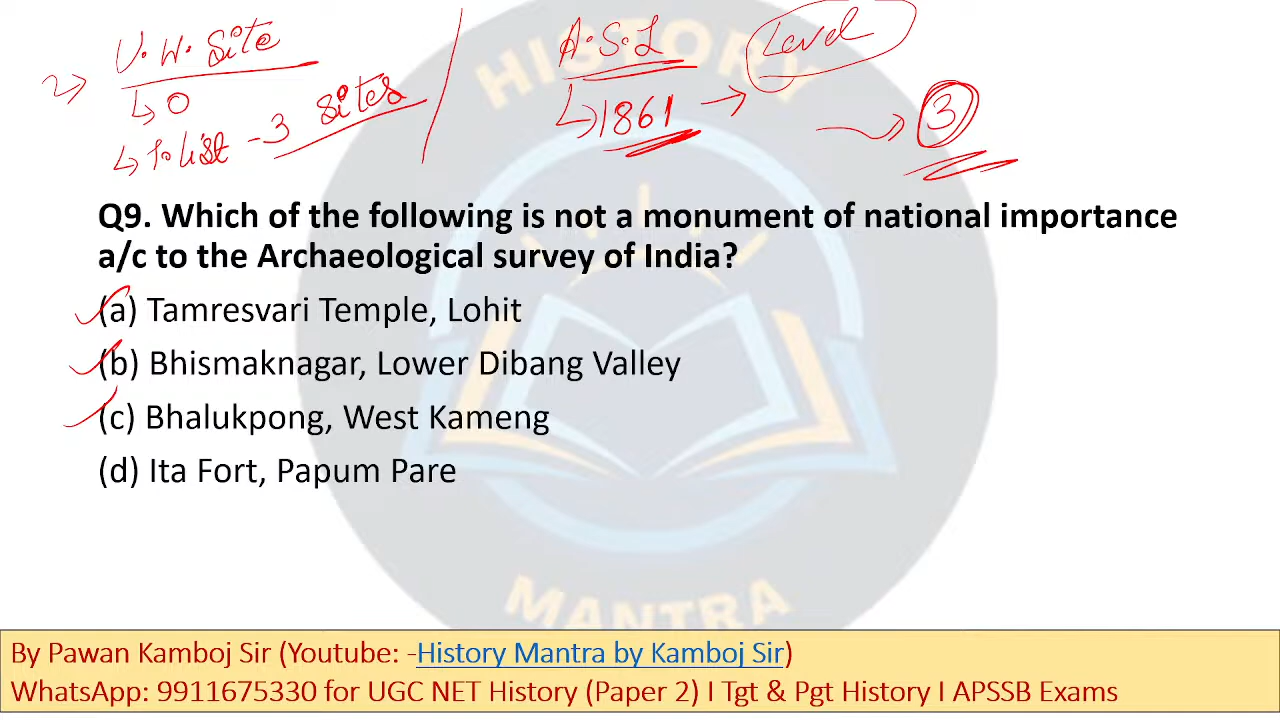 U. W. Site
↳ 0
↳ T. list - 3 sites
A. S. I
↳ 1861 →
Level
→ 3
HISTORY
Q9. Which of the following is not a monument of national importance
a/c to the Archaeological survey of India?
(a) Tamresvari Temple, Lohit
(b) Bhismaknagar, Lower Dibang Valley
(c) Bhalukpong, West Kameng
(d) Ita Fort, Papum Pare
MANTRA
By Pawan Kamboj Sir (Youtube: -History Mantra by Kamboj Sir)
WhatsApp: 9911675330 for UGC NET History (Paper 2) I Tgt & Pgt History I APSSB Exams